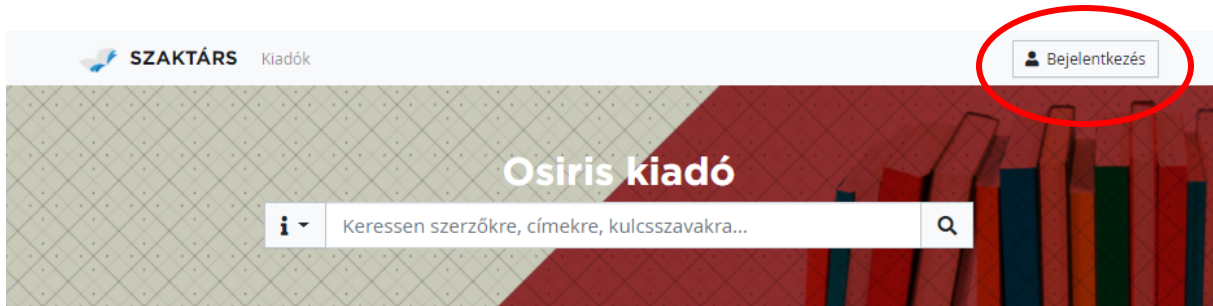 SZAKTÁRS Kiadók Bejelentkezés
Osiris kiadó
i Keressen szerzőkre, címekre, kulcsszavakra...